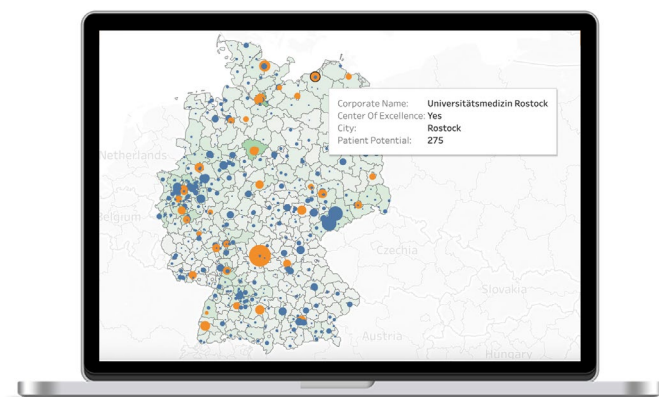 Corporate Name: Universitätsmedizin Rostock
Center Of Excellence: Yes
City: Rostock
Patient Potential: 275
Netherlands
Belgium
Czechia
Slovakia
Austria
Hungary